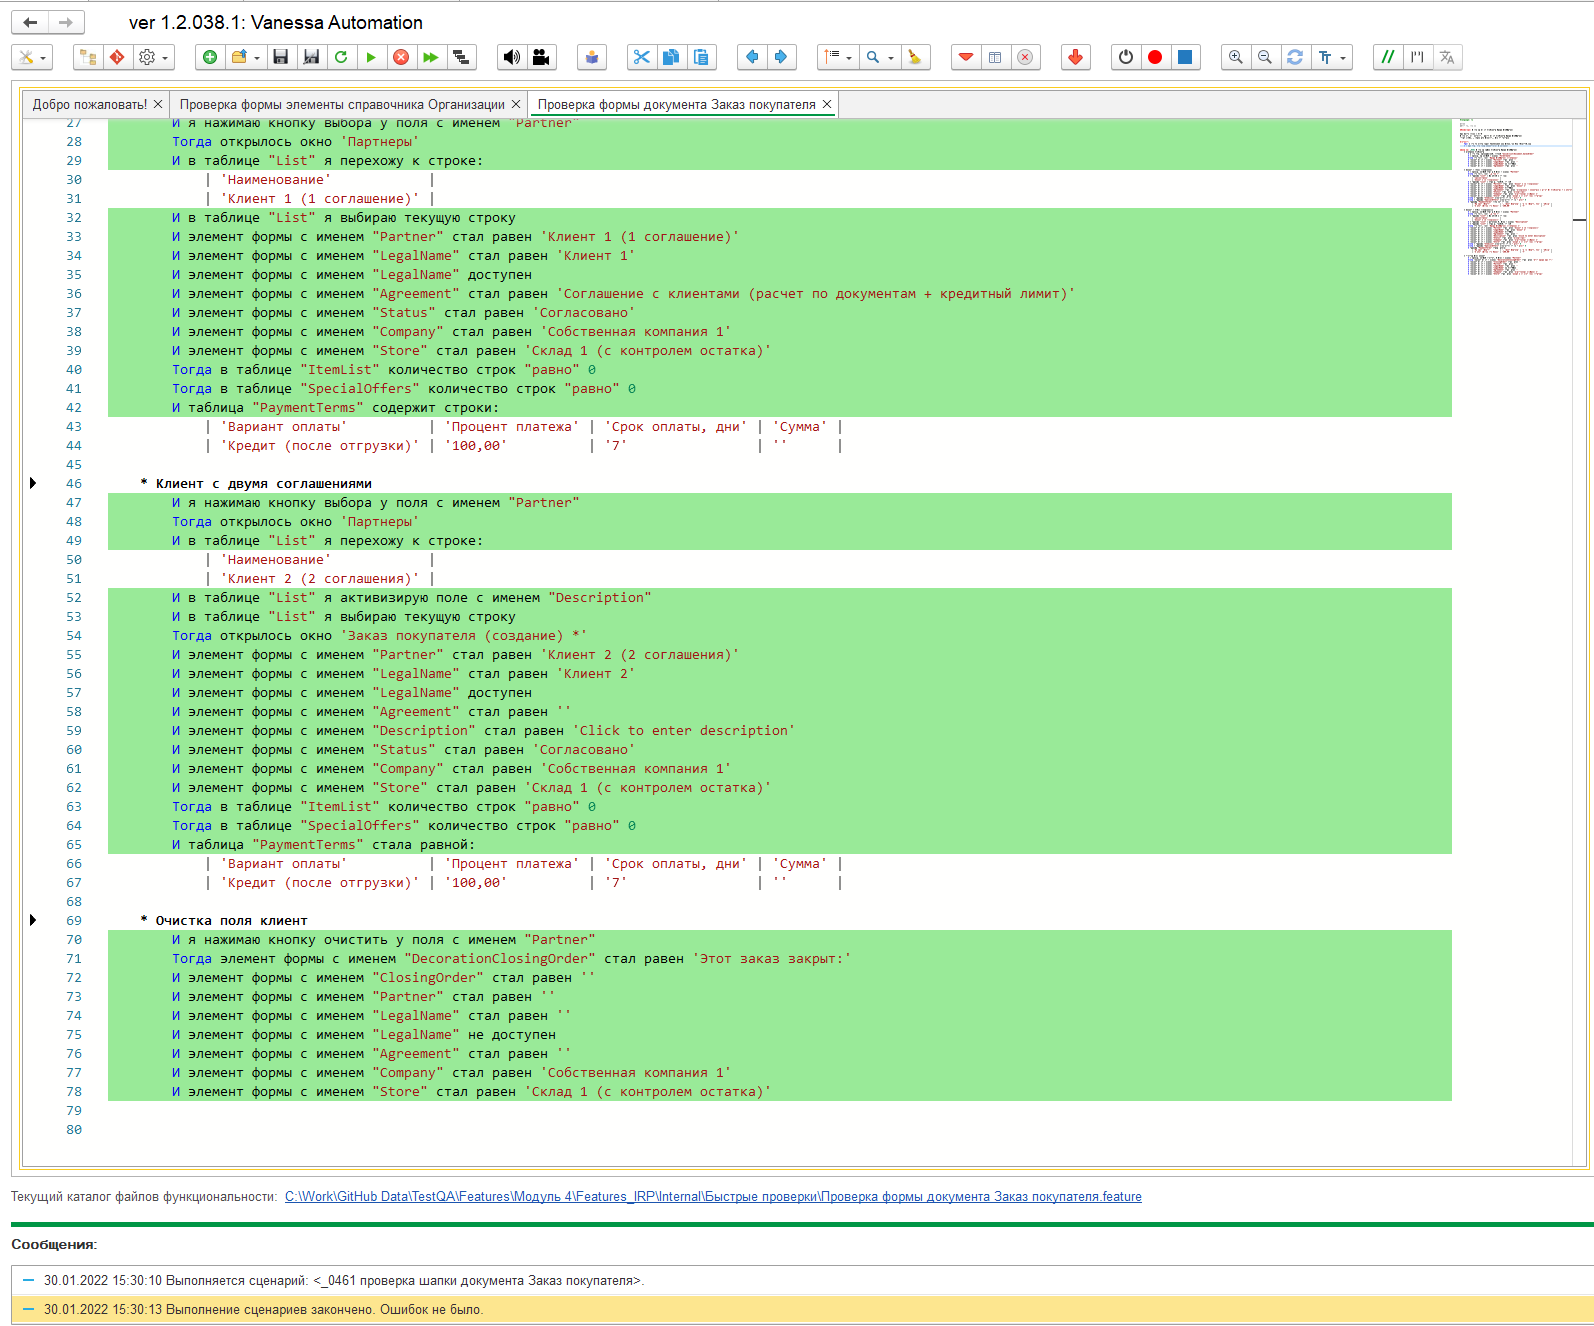 ver 1.2.038.1: Vanessa Automation
Добро пожаловать! × Проверка формы элементы справочника Организации × Проверка формы документа Заказ покупателя ×
27 И я нажимаю кнопку выбора у поля с именем "Partner"
28 Тогда открылось окно 'Партнеры'
29 И в таблице "List" я перехожу к строке:
30 | 'Наименование' |
31 | 'Клиент 1 (1 соглашение)' |
32 И в таблице "List" я выбираю текущую строку
33 И элемент формы с именем "Partner" стал равен 'Клиент 1 (1 соглашение)'
34 И элемент формы с именем "LegalName" стал равен 'Клиент 1'
35 И элемент формы с именем "LegalName" доступен
36 И элемент формы с именем "Agreement" стал равен 'Соглашение с клиентами (расчет по документам + кредитный лимит)'
37 И элемент формы с именем "Status" стал равен 'Согласовано'
38 И элемент формы с именем "Company" стал равен 'Собственная компания 1'
39 И элемент формы с именем "Store" стал равен 'Склад 1 (с контролем остатка)'
40 Тогда в таблице "ItemList" количество строк "равно" 0
41 Тогда в таблице "SpecialOffers" количество строк "равно" 0
42 И таблица "PaymentTerms" содержит строки:
43 | 'Вариант оплаты' | 'Процент платежа' | 'Срок оплаты, дни' | 'Сумма' |
44 | 'Кредит (после отгрузки)' | '100,00' | '7' | '' |
45
46 * Клиент с двумя соглашениями
47 И я нажимаю кнопку выбора у поля с именем "Partner"
48 Тогда открылось окно 'Партнеры'
49 И в таблице "List" я перехожу к строке:
50 | 'Наименование' |
51 | 'Клиент 2 (2 соглашения)' |
52 И в таблице "List" я активизирую поле с именем "Description"
53 И в таблице "List" я выбираю текущую строку
54 Тогда открылось окно 'Заказ покупателя (создание) *'
55 И элемент формы с именем "Partner" стал равен 'Клиент 2 (2 соглашения)'
56 И элемент формы с именем "LegalName" стал равен 'Клиент 2'
57 И элемент формы с именем "LegalName" доступен
58 И элемент формы с именем "Agreement" стал равен ''
59 И элемент формы с именем "Description" стал равен 'Click to enter description'
60 И элемент формы с именем "Status" стал равен 'Согласовано'
61 И элемент формы с именем "Company" стал равен 'Собственная компания 1'
62 И элемент формы с именем "Store" стал равен 'Склад 1 (с контролем остатка)'
63 Тогда в таблице "ItemList" количество строк "равно" 0
64 Тогда в таблице "SpecialOffers" количество строк "равно" 0
65 И таблица "PaymentTerms" стала равной:
66 | 'Вариант оплаты' | 'Процент платежа' | 'Срок оплаты, дни' | 'Сумма' |
67 | 'Кредит (после отгрузки)' | '100,00' | '7' | '' |
68
69 * Очистка поля клиент
70 И я нажимаю кнопку очистить у поля с именем "Partner"
71 Тогда элемент формы с именем "DecorationClosingOrder" стал равен 'Этот заказ закрыт:'
72 И элемент формы с именем "ClosingOrder" стал равен ''
73 И элемент формы с именем "Partner" стал равен ''
74 И элемент формы с именем "LegalName" стал равен ''
75 И элемент формы с именем "LegalName" не доступен
76 И элемент формы с именем "Agreement" стал равен ''
77 И элемент формы с именем "Company" стал равен 'Собственная компания 1'
78 И элемент формы с именем "Store" стал равен 'Склад 1 (с контролем остатка)'
79
80
Текущий каталог файлов функциональности: C:\Work\GitHub Data\TestQA\Features\Модуль 4\Features_IRP\Internal\Быстрые проверки\Проверка формы документа Заказ покупателя.feature
Сообщения:
30.01.2022 15:30:10 Выполняется сценарий: <_0461 проверка шапки документа Заказ покупателя>.
30.01.2022 15:30:13 Выполнение сценариев закончено. Ошибок не было.